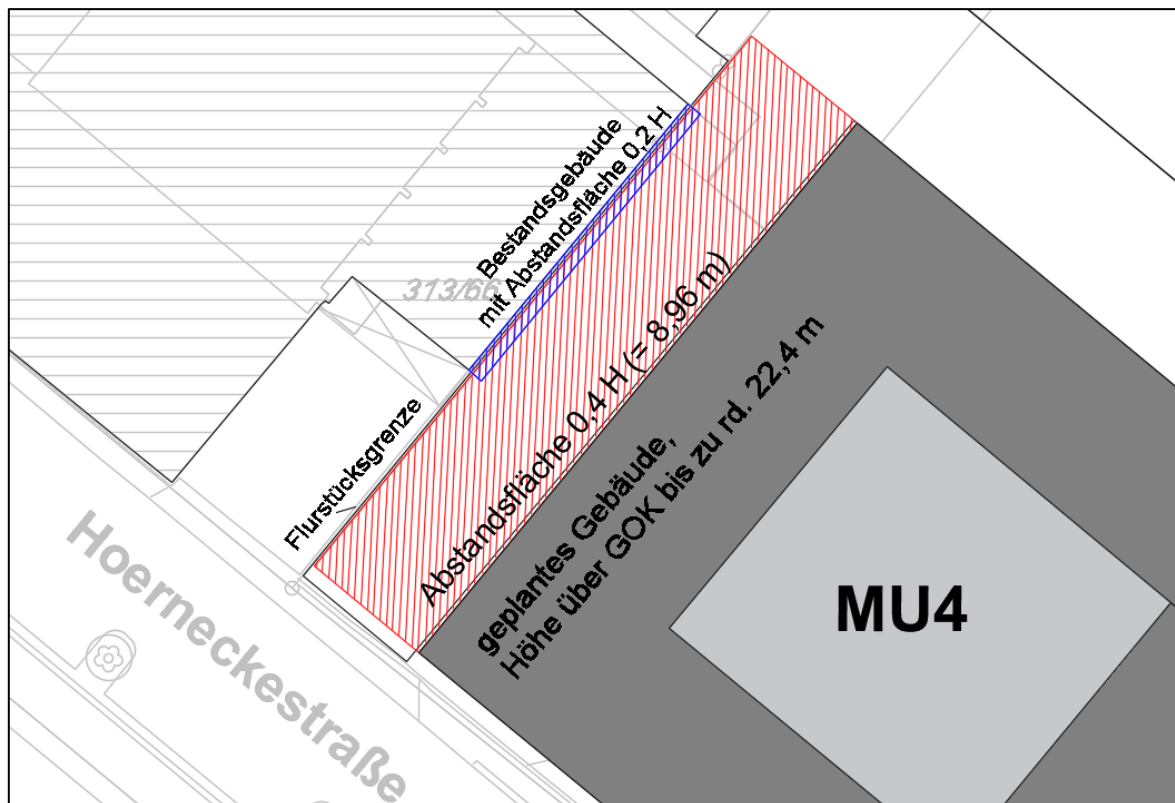 Bestandsgebäude
mit Abstandsfläche 0,2 H
313/66
Flurstücksgrenze
Abstandsfläche 0,4 H (= 8,96 m)
geplantes Gebäude,
Höhe über GOK bis zu rd. 22,4 m
MU4
Hoerneckestraße